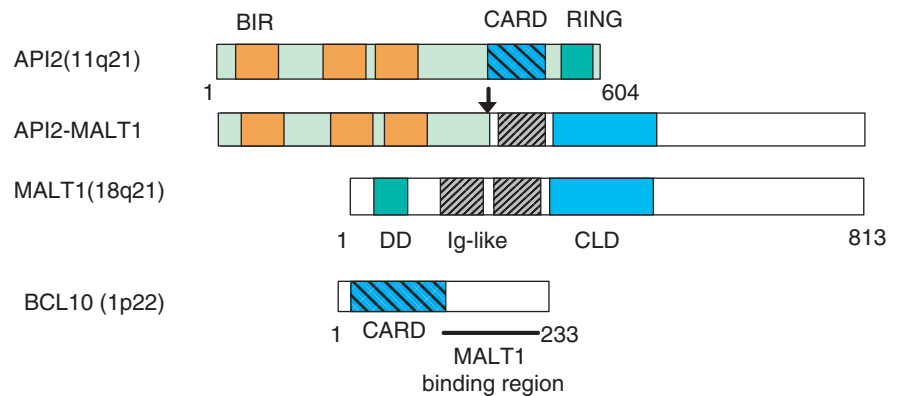 BIR CARD RING
API2(11q21)
1 604
API2-MALT1
MALT1(18q21)
1 DD Ig-like CLD 813
BCL10 (1p22)
1 CARD 233
MALT1
binding region